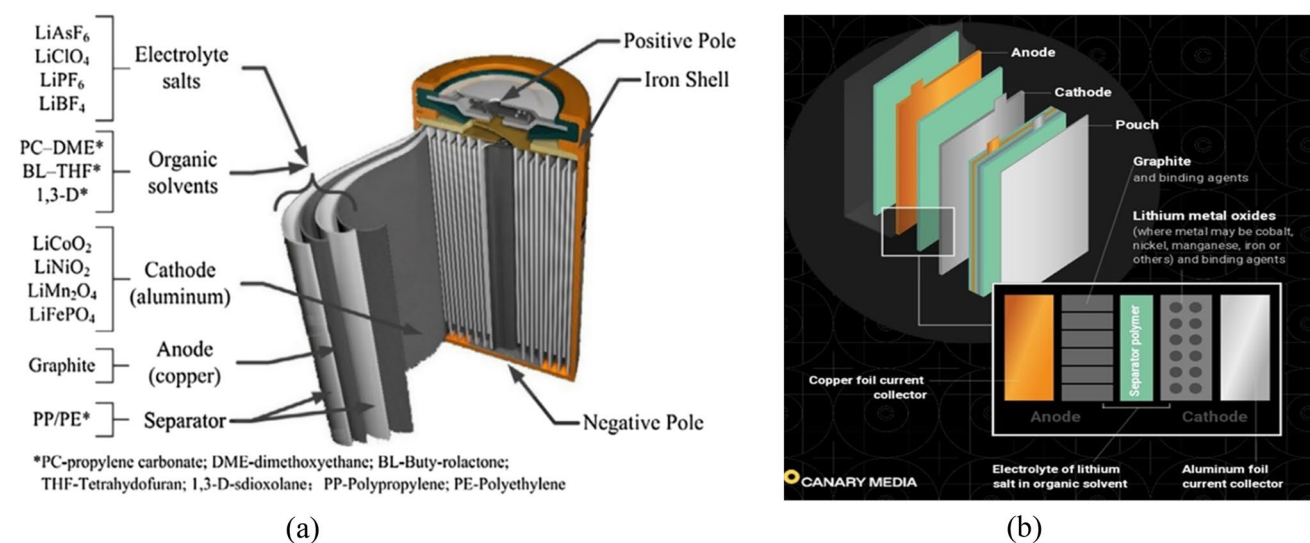 LiAsF6
LiClO4
LiPF6
LiBF4
Electrolyte
salts
PC–DME*
BL–THF*
1,3-D*
Organic
solvents
LiCoO2
LiNiO2
LiMn2O4
LiFePO4
Cathode
(aluminum)
Graphite
Anode
(copper)
PP/PE*
Separator
Positive Pole
Iron Shell
Negative Pole
*PC-propylene carbonate; DME-dimethoxyethane; BL-Buty-rolactone;
THF-Tetrahydofuran; 1,3-D-sdioxolane; PP-Polypropylene; PE-Polyethylene
(a)
Anode
Cathode
Pouch
Graphite
and binding agents
Lithium metal oxides
(where metal may be cobalt,
nickel, manganese, iron or
others) and binding agents
Separator polymer
Copper foil current
collector
Anode
Cathode
Electrolyte of lithium
salt in organic solvent
Aluminum foil
current collector
CANARY MEDIA
(b)